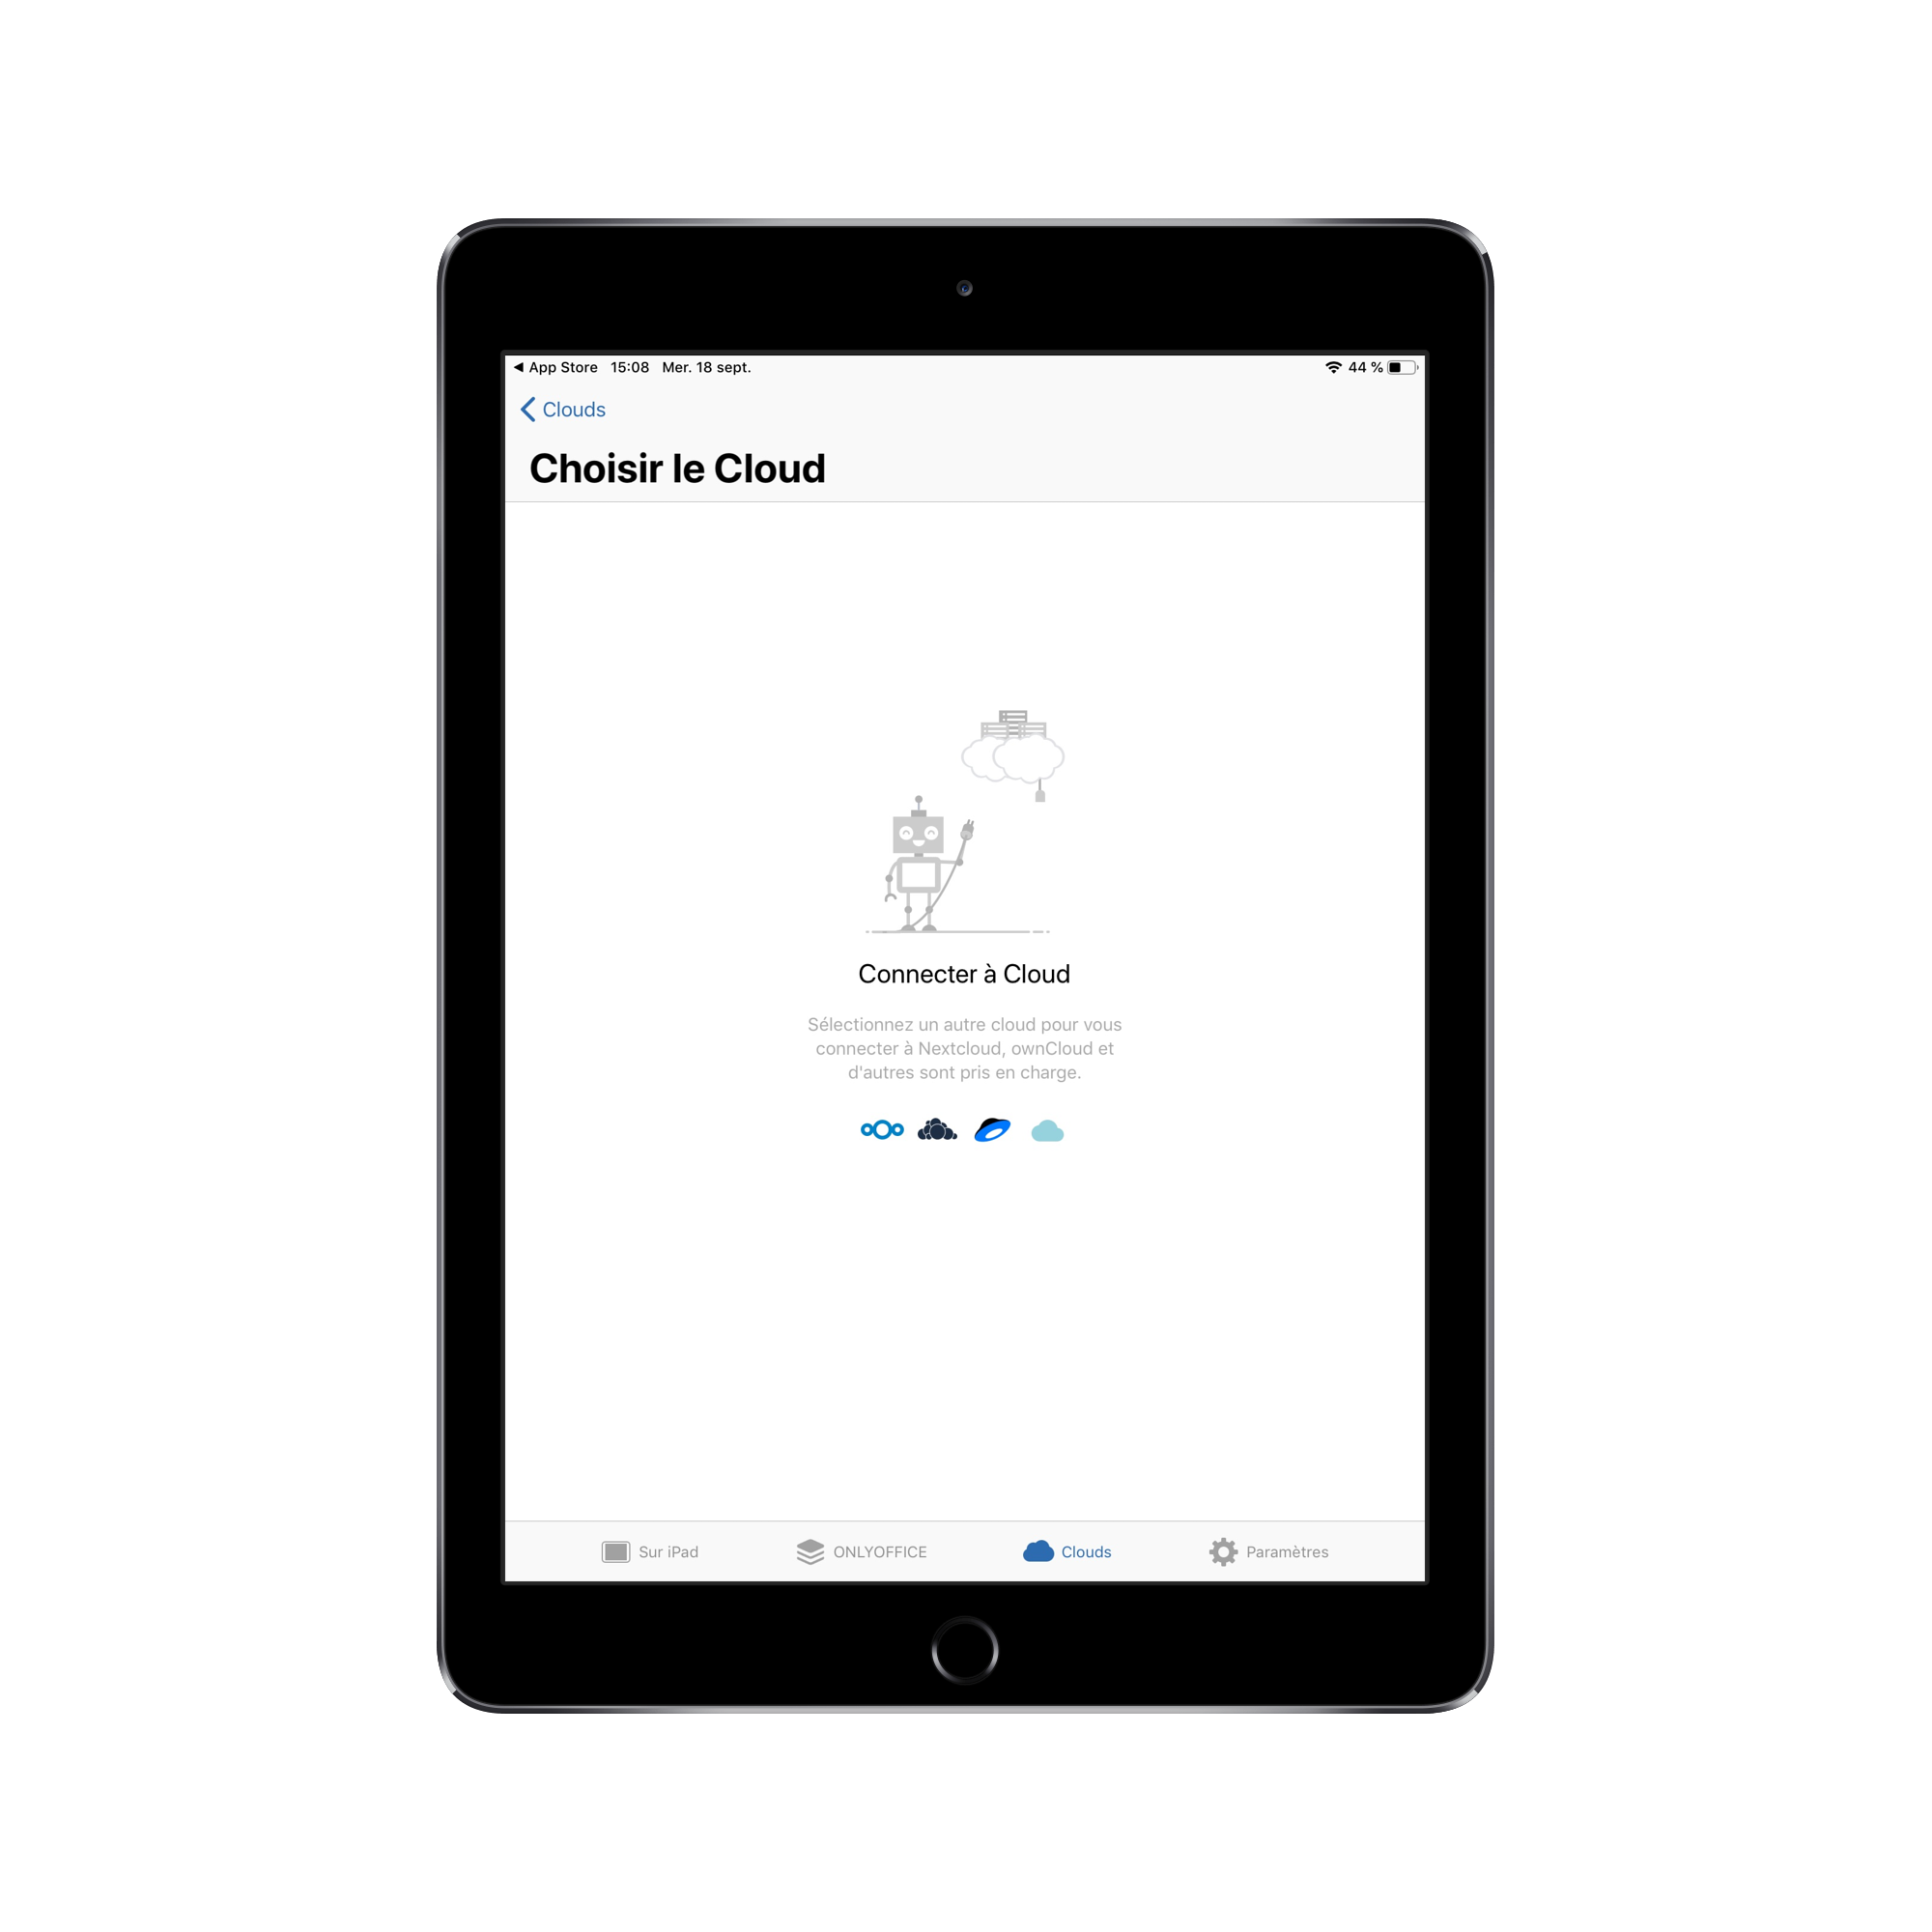 ◀ App Store 15:08 Mer. 18 sept. 44 %
Clouds
Choisir le Cloud
Connecter à Cloud
Sélectionnez un autre cloud pour vous
connecter à Nextcloud, ownCloud et
d'autres sont pris en charge.
Sur iPad ONLYOFFICE Clouds Paramètres